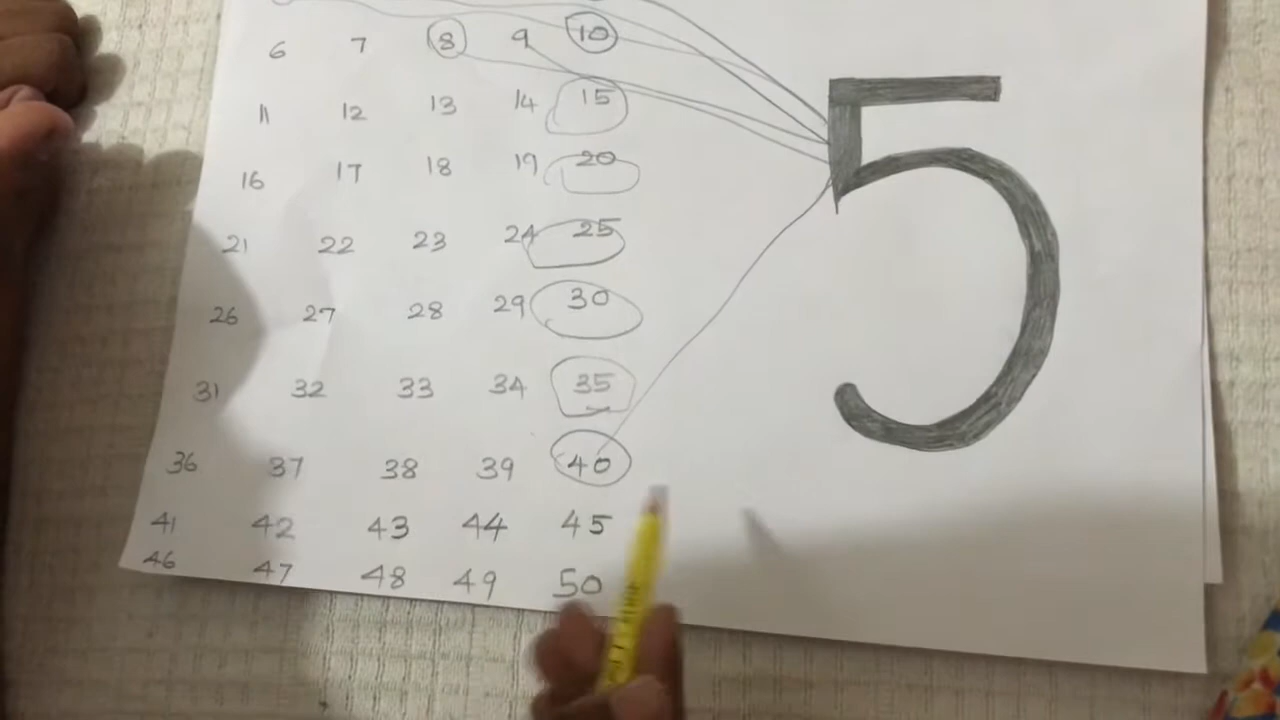 6 7 8 9 10
11 12 13 14 15
16 17 18 19 20
21 22 23 24 25
26 27 28 29 30
31 32 33 34 35
36 37 38 39 40
41 42 43 44 45
46 47 48 49 50
5